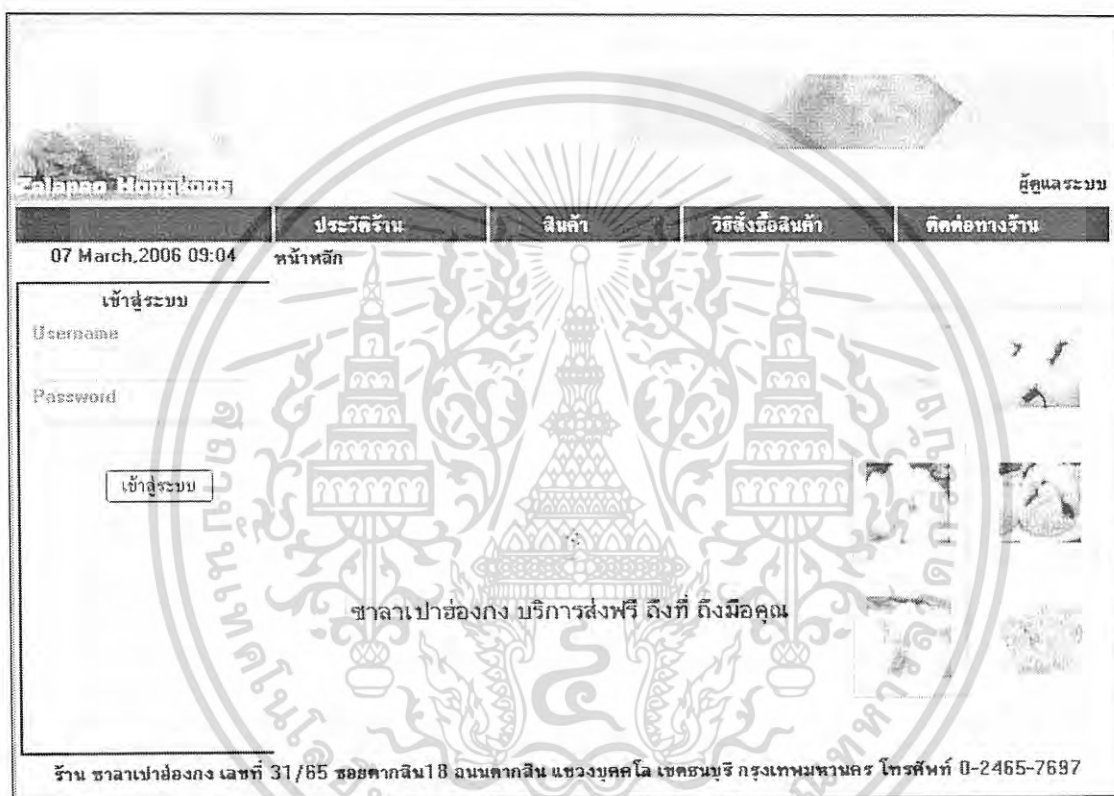 Zalapao Hongkong
ผู้ดูแลระบบ
ประวัติร้าน สินค้า วิธีสั่งซื้อสินค้า ติดต่อทางร้าน
07 March,2006 09:04 หน้าหลัก
เข้าสู่ระบบ
Username
Password
เข้าสู่ระบบ
ซาลาเปาฮ่องกง บริการส่งฟรี ถึงที่ ถึงมือคุณ
ร้าน ซาลาเปาฮ่องกง เลขที่ 31/65 ซอยตากสิน18 ถนนตากสิน แขวงบุคคโล เขตธนบุรี กรุงเทพมหานคร โทรศัพท์ 0-2465-7697